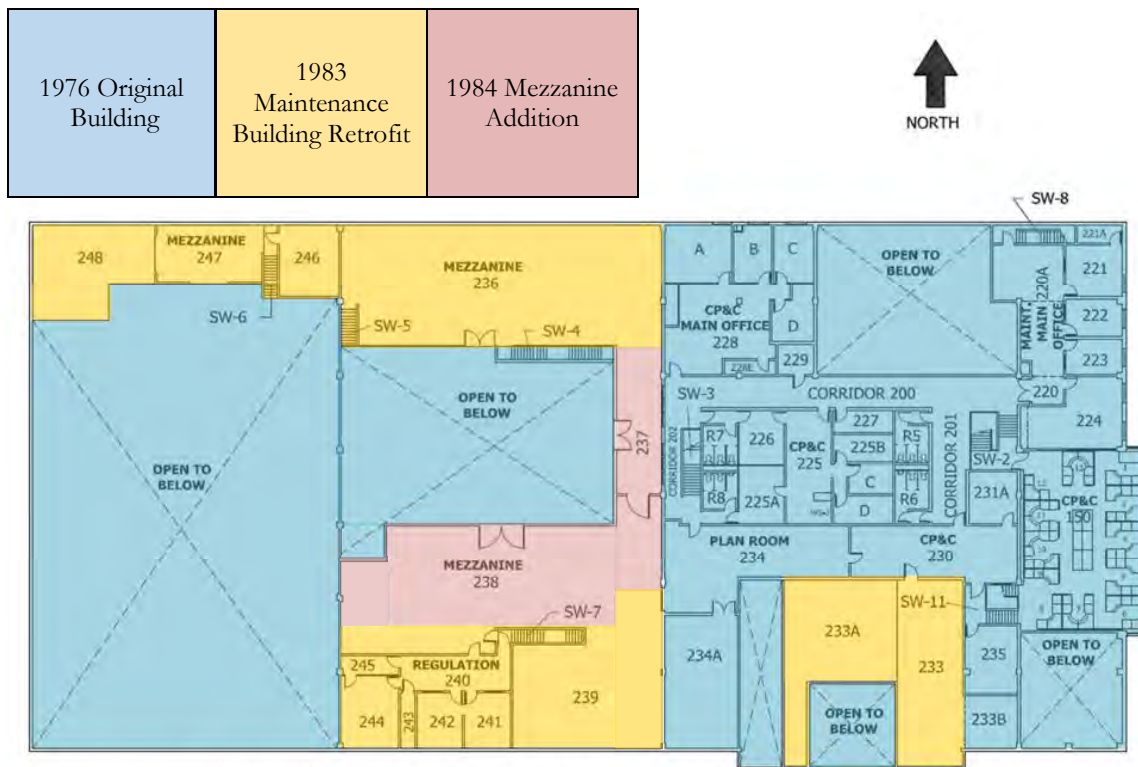 1976 Original
Building
1983
Maintenance
Building Retrofit
1984 Mezzanine
Addition
NORTH
SW-8
248
MEZZANINE
247
246
SW-6
MEZZANINE
236
SW-5
SW-4
A
B
C
CP&C
MAIN OFFICE
228
D
229
228E
OPEN TO
BELOW
221A
221
222
223
MAINT.
MAIN
OFFICE
220A
220
224
OPEN TO
BELOW
OPEN TO
BELOW
237
SW-3
CORRIDOR 200
CORRIDOR 202
R7
R8
226
225A
CP&C
225
227
225B
C
D
R5
R6
CORRIDOR 201
SW-2
231A
CP&C
150
PLAN ROOM
234
CP&C
230
MEZZANINE
238
SW-7
SW-11
233A
233
234A
235
233B
OPEN TO
BELOW
OPEN TO
BELOW
245
REGULATION
240
239
244
243
242
241